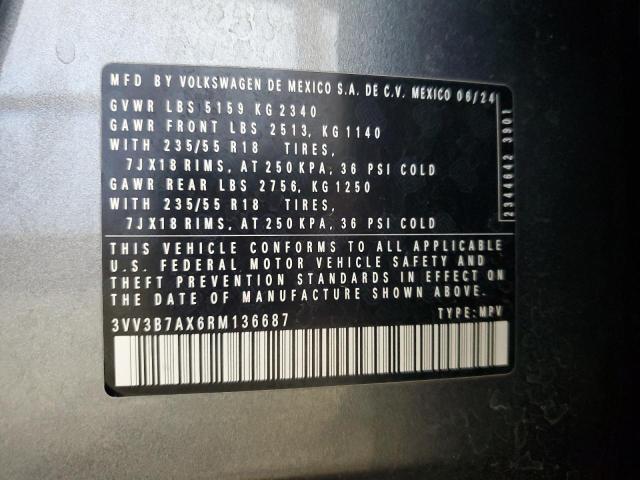 MFD BY VOLKSWAGEN DE MEXICO S.A. DE C.V. MEXICO 06/24
GVWR LBS 5159 KG 2340
GAWR FRONT LBS 2513, KG 1140
WITH 235/55 R18 TIRES,
7JX18 RIMS, AT 250 KPA, 36 PSI COLD
GAWR REAR LBS 2756, KG 1250
WITH 235/55 R18 TIRES,
7JX18 RIMS, AT 250 KPA, 36 PSI COLD
2344642 3901
THIS VEHICLE CONFORMS TO ALL APPLICABLE
U.S. FEDERAL MOTOR VEHICLE SAFETY AND
THEFT PREVENTION STANDARDS IN EFFECT ON
THE DATE OF MANUFACTURE SHOWN ABOVE.
3VV3B7AX6RM136687 TYPE: MPV